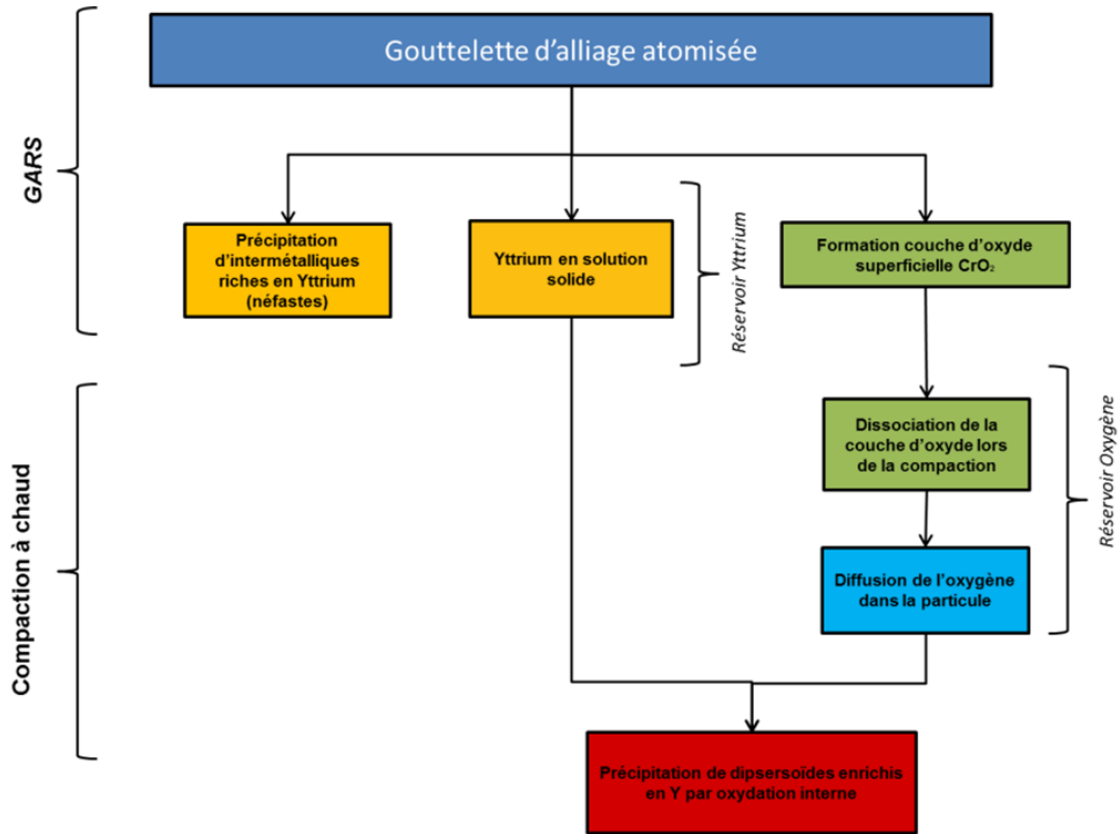 Gouttelette d'alliage atomisée
GARS
Précipitation
d'intermétalliques
riches en Yttrium
(néfastes)
Yttrium en solution
solide
Réservoir Yttrium
Formation couche d'oxyde
superficielle CrO₂
Compaction à chaud
Dissociation de la
couche d'oxyde lors
de la compaction
Réservoir Oxygène
Diffusion de l'oxygène
dans la particule
Précipitation de dipsersoïdes enrichis
en Y par oxydation interne